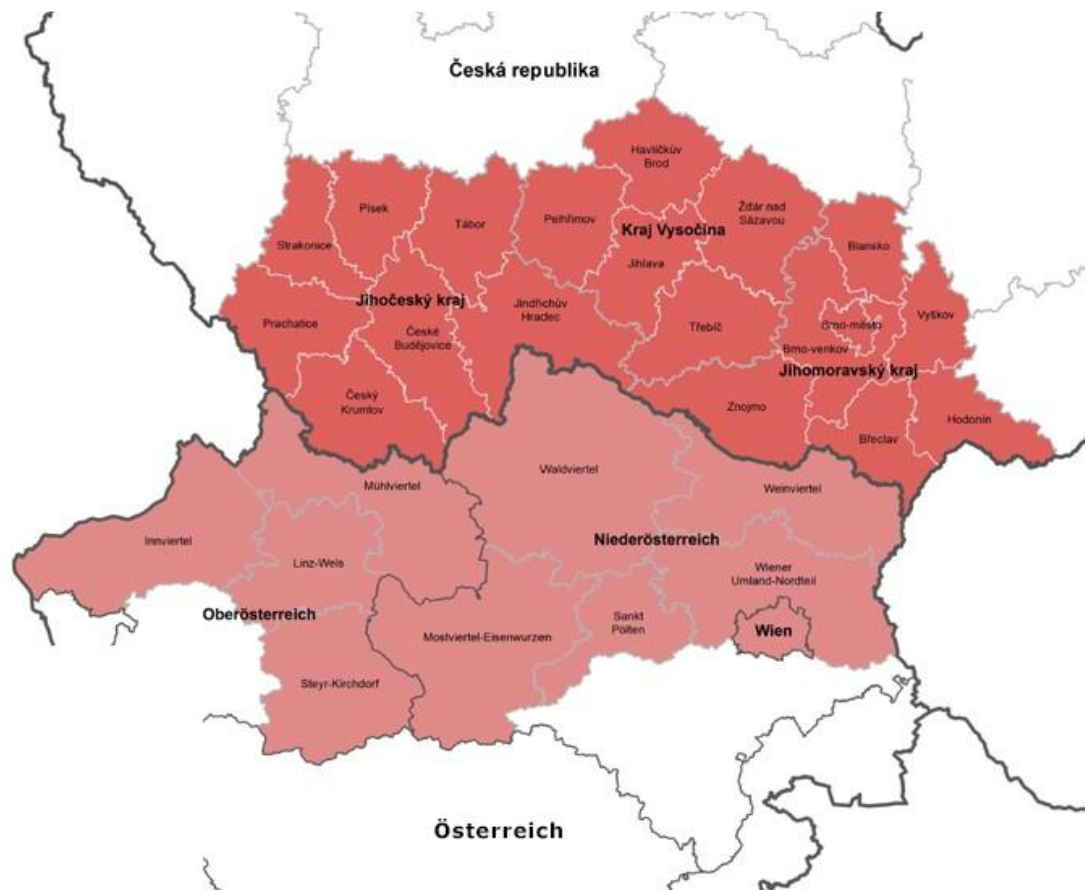 Česká republika
Havlíčkův
Brod
Písek
Tábor
Pelhřimov
Žďár nad
Sázavou
Strakonice
Kraj Vysočina
Blansko
Jihlava
Jihočeský kraj
Jindřichův
Hradec
Prachatice
České
Budějovice
Třebíč
Brno-město
Vyškov
Brno-venkov
Jihomoravský kraj
Český
Krumlov
Znojmo
Hodonín
Břeclav
Waldviertel
Mühlviertel
Weinviertel
Innviertel
Niederösterreich
Linz-Wels
Wiener
Umland-Nordteil
Oberösterreich
Sankt
Pölten
Wien
Mostviertel-Eisenwurzen
Steyr-Kirchdorf
Österreich